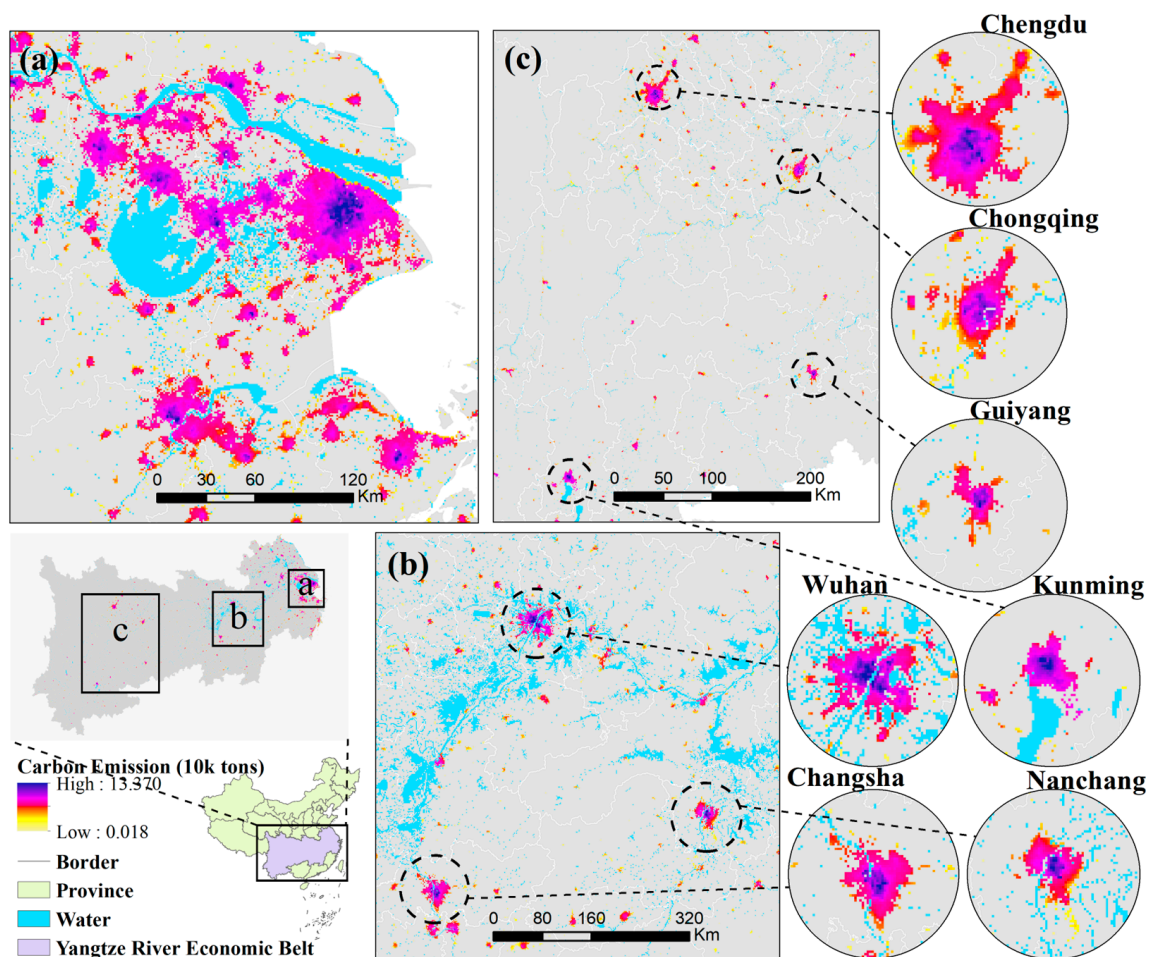 (a)
0 30 60 120
Km
(c)
0 50 100 200
Km
Chengdu
Chongqing
Guiyang
Wuhan
Kunming
Changsha
Nanchang
(b)
0 80 160 320
Km
a
b
c
Carbon Emission (10k tons)
High : 13.370
Low : 0.018
Border
Province
Water
Yangtze River Economic Belt